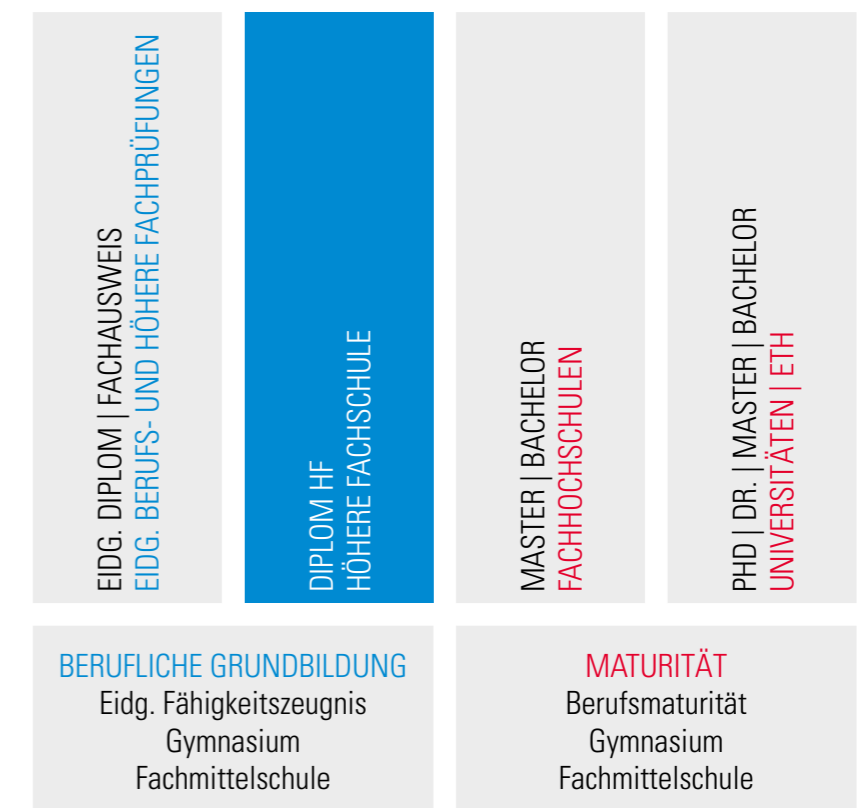 EIDG. DIPLOM | FACHAUSWEIS
EIDG. BERUFS- UND HÖHERE FACHPRÜFUNGEN
DIPLOM HF
HÖHERE FACHSCHULE
MASTER | BACHELOR
FACHHOCHSCHULEN
PHD | DR. | MASTER | BACHELOR
UNIVERSITÄTEN | ETH
BERUFLICHE GRUNDBILDUNG
Eidg. Fähigkeitszeugnis
Gymnasium
Fachmittelschule
MATURITÄT
Berufsmaturität
Gymnasium
Fachmittelschule